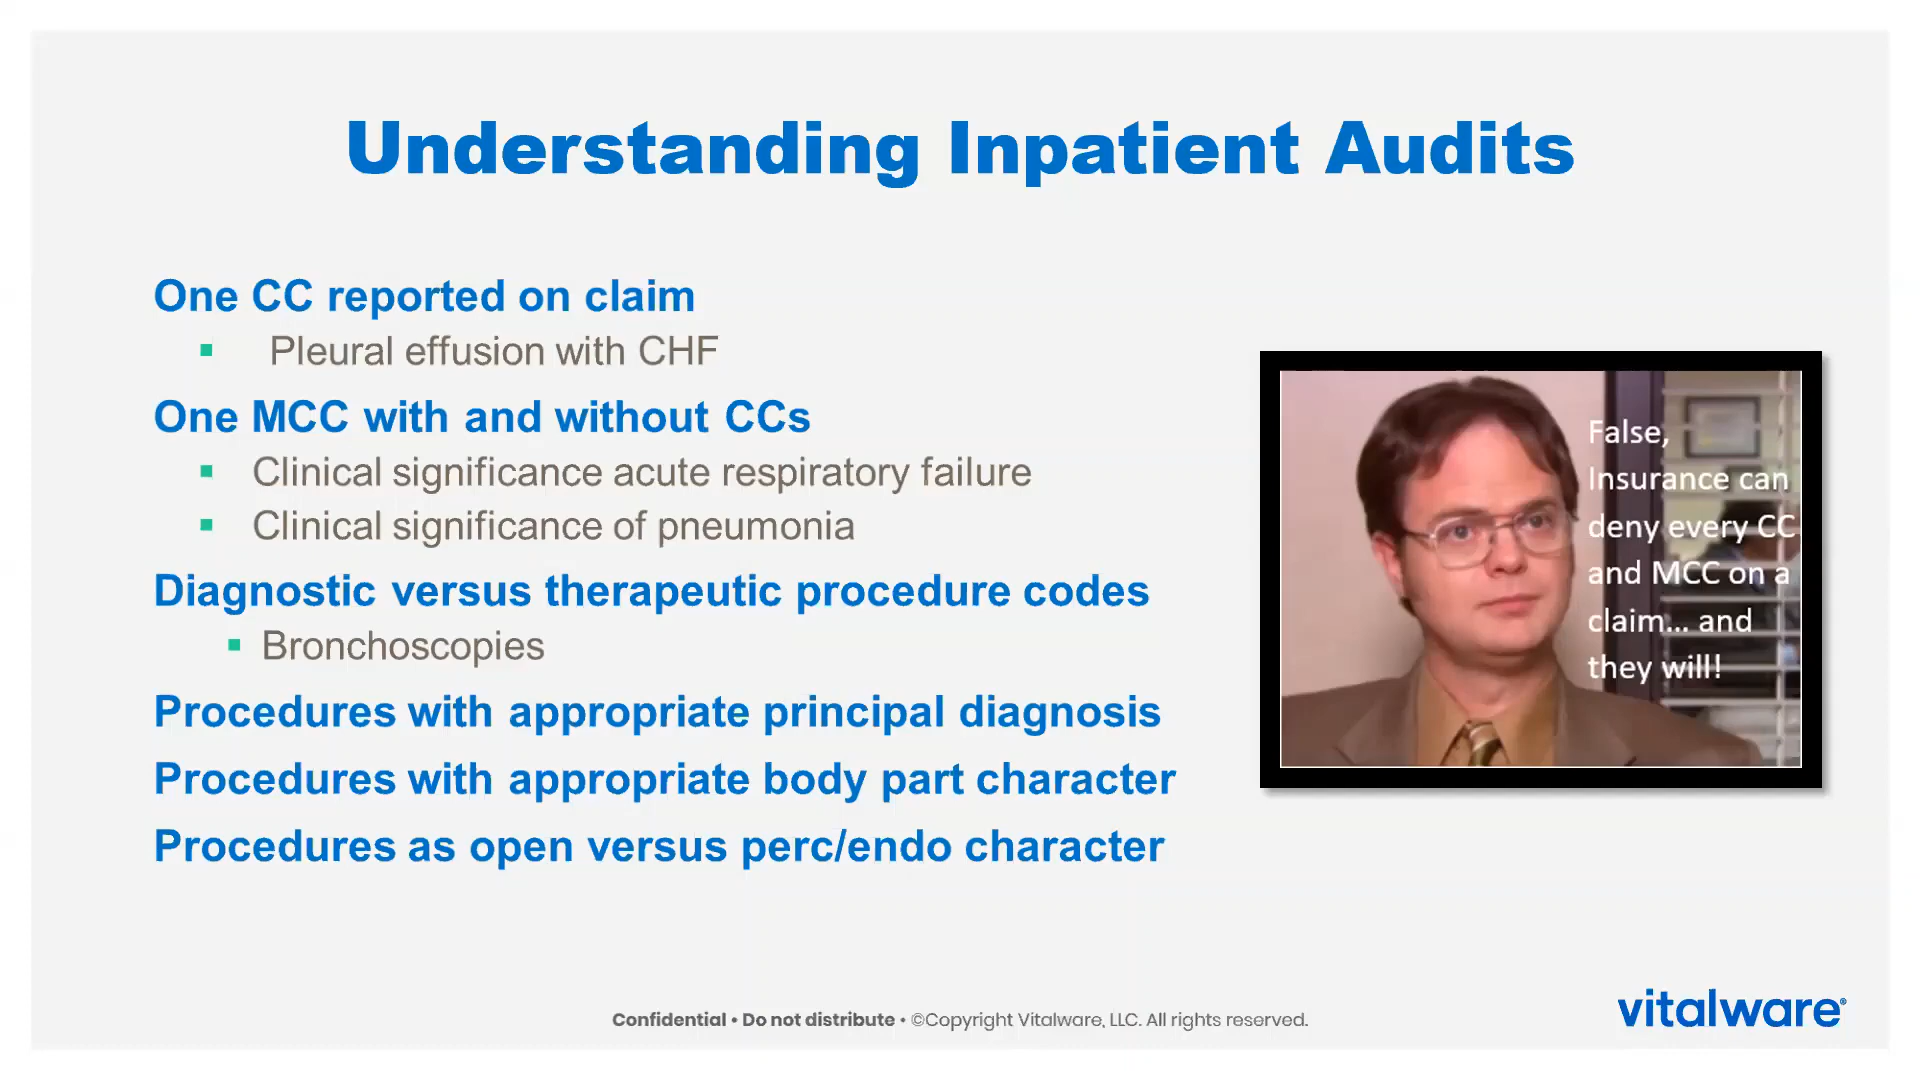 Understanding Inpatient Audits
One CC reported on claim
Pleural effusion with CHF
One MCC with and without CCs
Clinical significance acute respiratory failure
Clinical significance of pneumonia
Diagnostic versus therapeutic procedure codes
Bronchoscopies
Procedures with appropriate principal diagnosis
Procedures with appropriate body part character
Procedures as open versus perc/endo character
False,
Insurance can
deny every CC
and MCC on a
claim... and
they will!
Confidential • Do not distribute • ©Copyright Vitalware, LLC. All rights reserved.
vitalware®